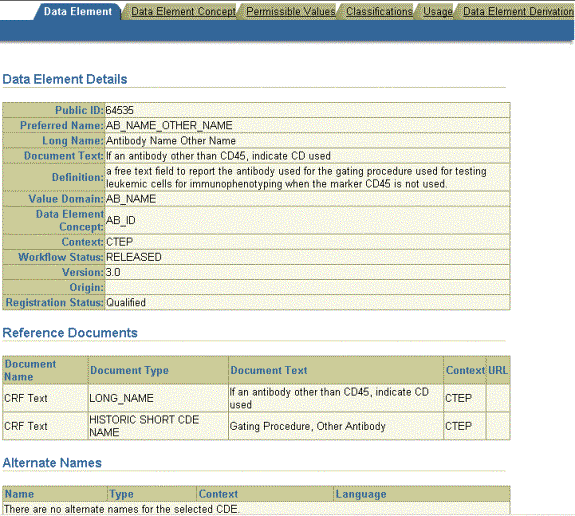 Data Element Data Element Concept Permissible Values Classifications Usage Data Element Derivation
Data Element Details
Public ID: 64535
Preferred Name: AB_NAME_OTHER_NAME
Long Name: Antibody Name Other Name
Document Text: If an antibody other than CD45, indicate CD used
Definition: a free text field to report the antibody used for the gating procedure used for testing
leukemic cells for immunophenotyping when the marker CD45 is not used.
Value Domain: AB_NAME
Data Element
Concept: AB_ID
Context: CTEP
Workflow Status: RELEASED
Version: 3.0
Origin:
Registration Status: Qualified
Reference Documents
Document
Name Document Type Document Text Context URL
CRF Text LONG_NAME If an antibody other than CD45, indicate CD
used CTEP
CRF Text HISTORIC SHORT CDE
NAME Gating Procedure, Other Antibody CTEP
Alternate Names
Name Type Context Language
There are no alternate names for the selected CDE.